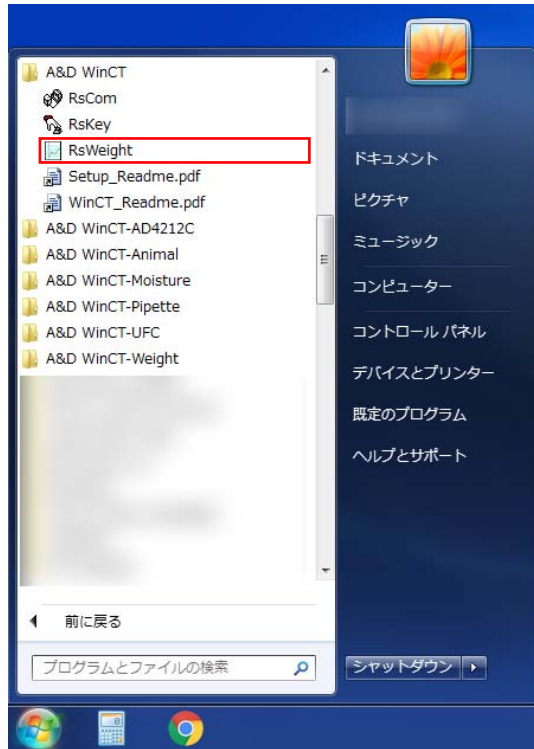 A&D WinCT
RsCom
RsKey
RsWeight
Setup_Readme.pdf
WinCT_Readme.pdf
A&D WinCT-AD4212C
A&D WinCT-Animal
A&D WinCT-Moisture
A&D WinCT-Pipette
A&D WinCT-UFC
A&D WinCT-Weight
前に戻る
プログラムとファイルの検索
ドキュメント
ピクチャ
ミュージック
コンピューター
コントロール パネル
デバイスとプリンター
既定のプログラム
ヘルプとサポート
シャットダウン